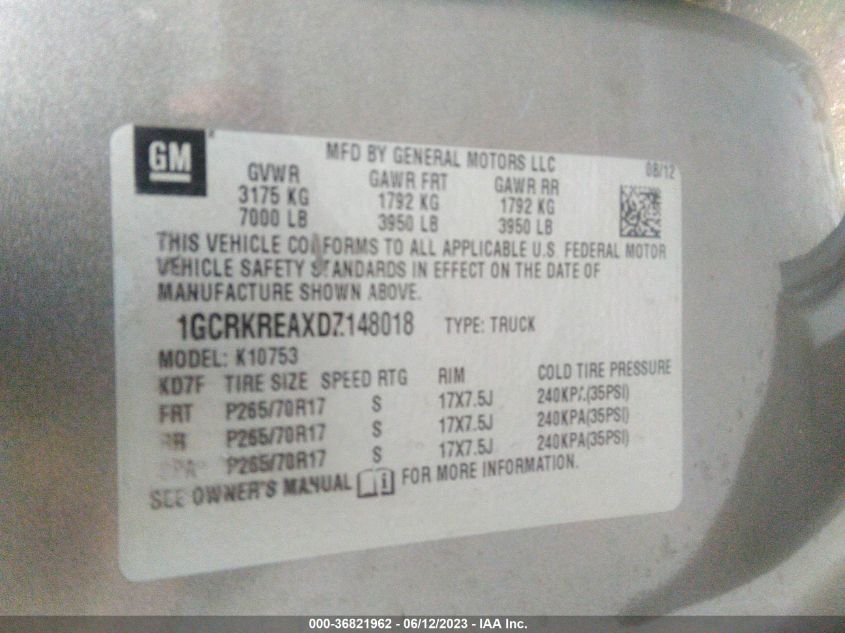 GM
MFD BY GENERAL MOTORS LLC
08/12
GVWR GAWR FRT GAWR RR
3175 KG 1792 KG 1792 KG
7000 LB 3950 LB 3950 LB
THIS VEHICLE CONFORMS TO ALL APPLICABLE U.S. FEDERAL MOTOR
VEHICLE SAFETY STANDARDS IN EFFECT ON THE DATE OF
MANUFACTURE SHOWN ABOVE.
1GCRKREAXDZ148018 TYPE: TRUCK
MODEL: K10753
KD7F TIRE SIZE SPEED RTG RIM COLD TIRE PRESSURE
FRT P265/70R17 S 17X7.5J 240KPA(35PSI)
RR P265/70R17 S 17X7.5J 240KPA(35PSI)
SPA P265/70R17 S 17X7.5J 240KPA(35PSI)
SEE OWNER'S MANUAL FOR MORE INFORMATION.
000-36821962 - 06/12/2023 - IAA Inc.